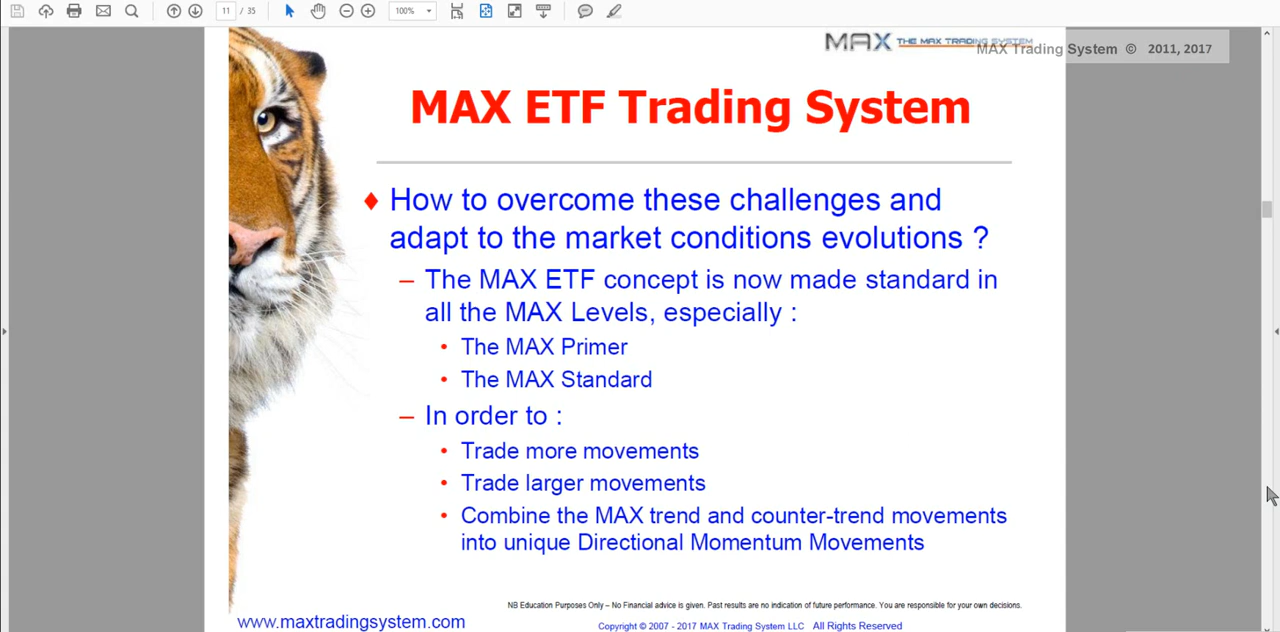 11 / 35
100%
MAX THE MAX TRADING SYSTEM
MAX Trading System © 2011, 2017
MAX ETF Trading System
How to overcome these challenges and
adapt to the market conditions evolutions ?
– The MAX ETF concept is now made standard in
all the MAX Levels, especially :
• The MAX Primer
• The MAX Standard
– In order to :
• Trade more movements
• Trade larger movements
• Combine the MAX trend and counter-trend movements
into unique Directional Momentum Movements
NB Education Purposes Only – No Financial advice is given. Past results are no indication of future performance. You are responsible for your own decisions.
www.maxtradingsystem.com
Copyright © 2007 - 2017 MAX Trading System LLC All Rights Reserved